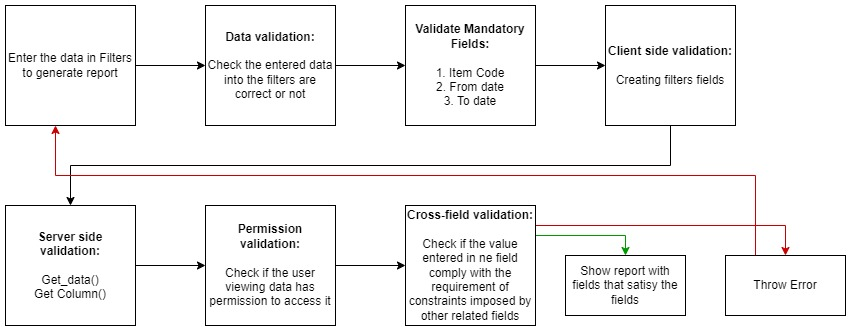 Enter the data in Filters
to generate report
Data validation:
Check the entered data
into the filters are
correct or not
Validate Mandatory
Fields:
1. Item Code
2. From date
3. To date
Client side validation:
Creating filters fields
Server side
validation:
Get_data()
Get Column()
Permission
validation:
Check if the user
viewing data has
permission to access it
Cross-field validation:
Check if the value
entered in ne field
comply with the
requirement of
constraints imposed by
other related fields
Show report with
fields that satisy the
fields
Throw Error